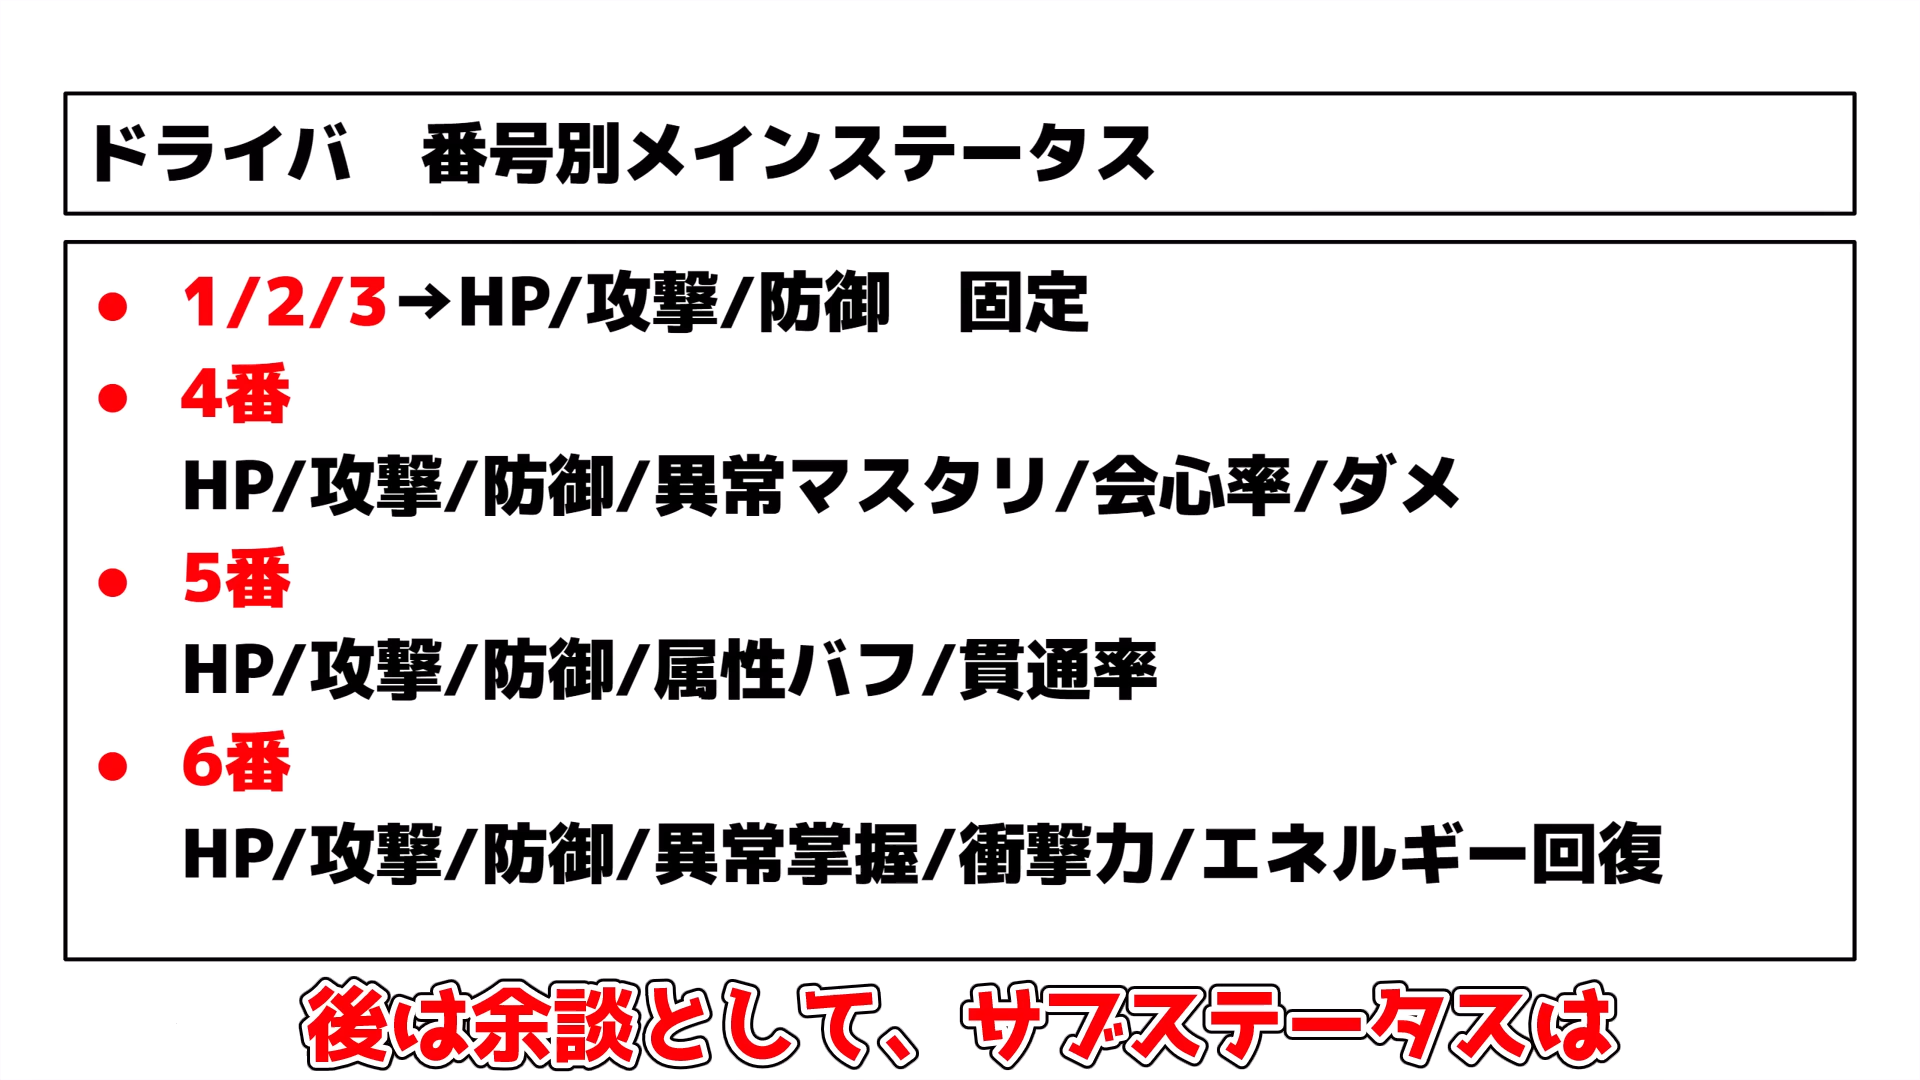 ドライバ　番号別メインステータス
● 1/2/3→HP/攻撃/防御　固定
● 4番
HP/攻撃/防御/異常マスタリ/会心率/ダメ
● 5番
HP/攻撃/防御/属性バフ/貫通率
● 6番
HP/攻撃/防御/異常掌握/衝撃力/エネルギー回復
後は余談として、サブステータスは